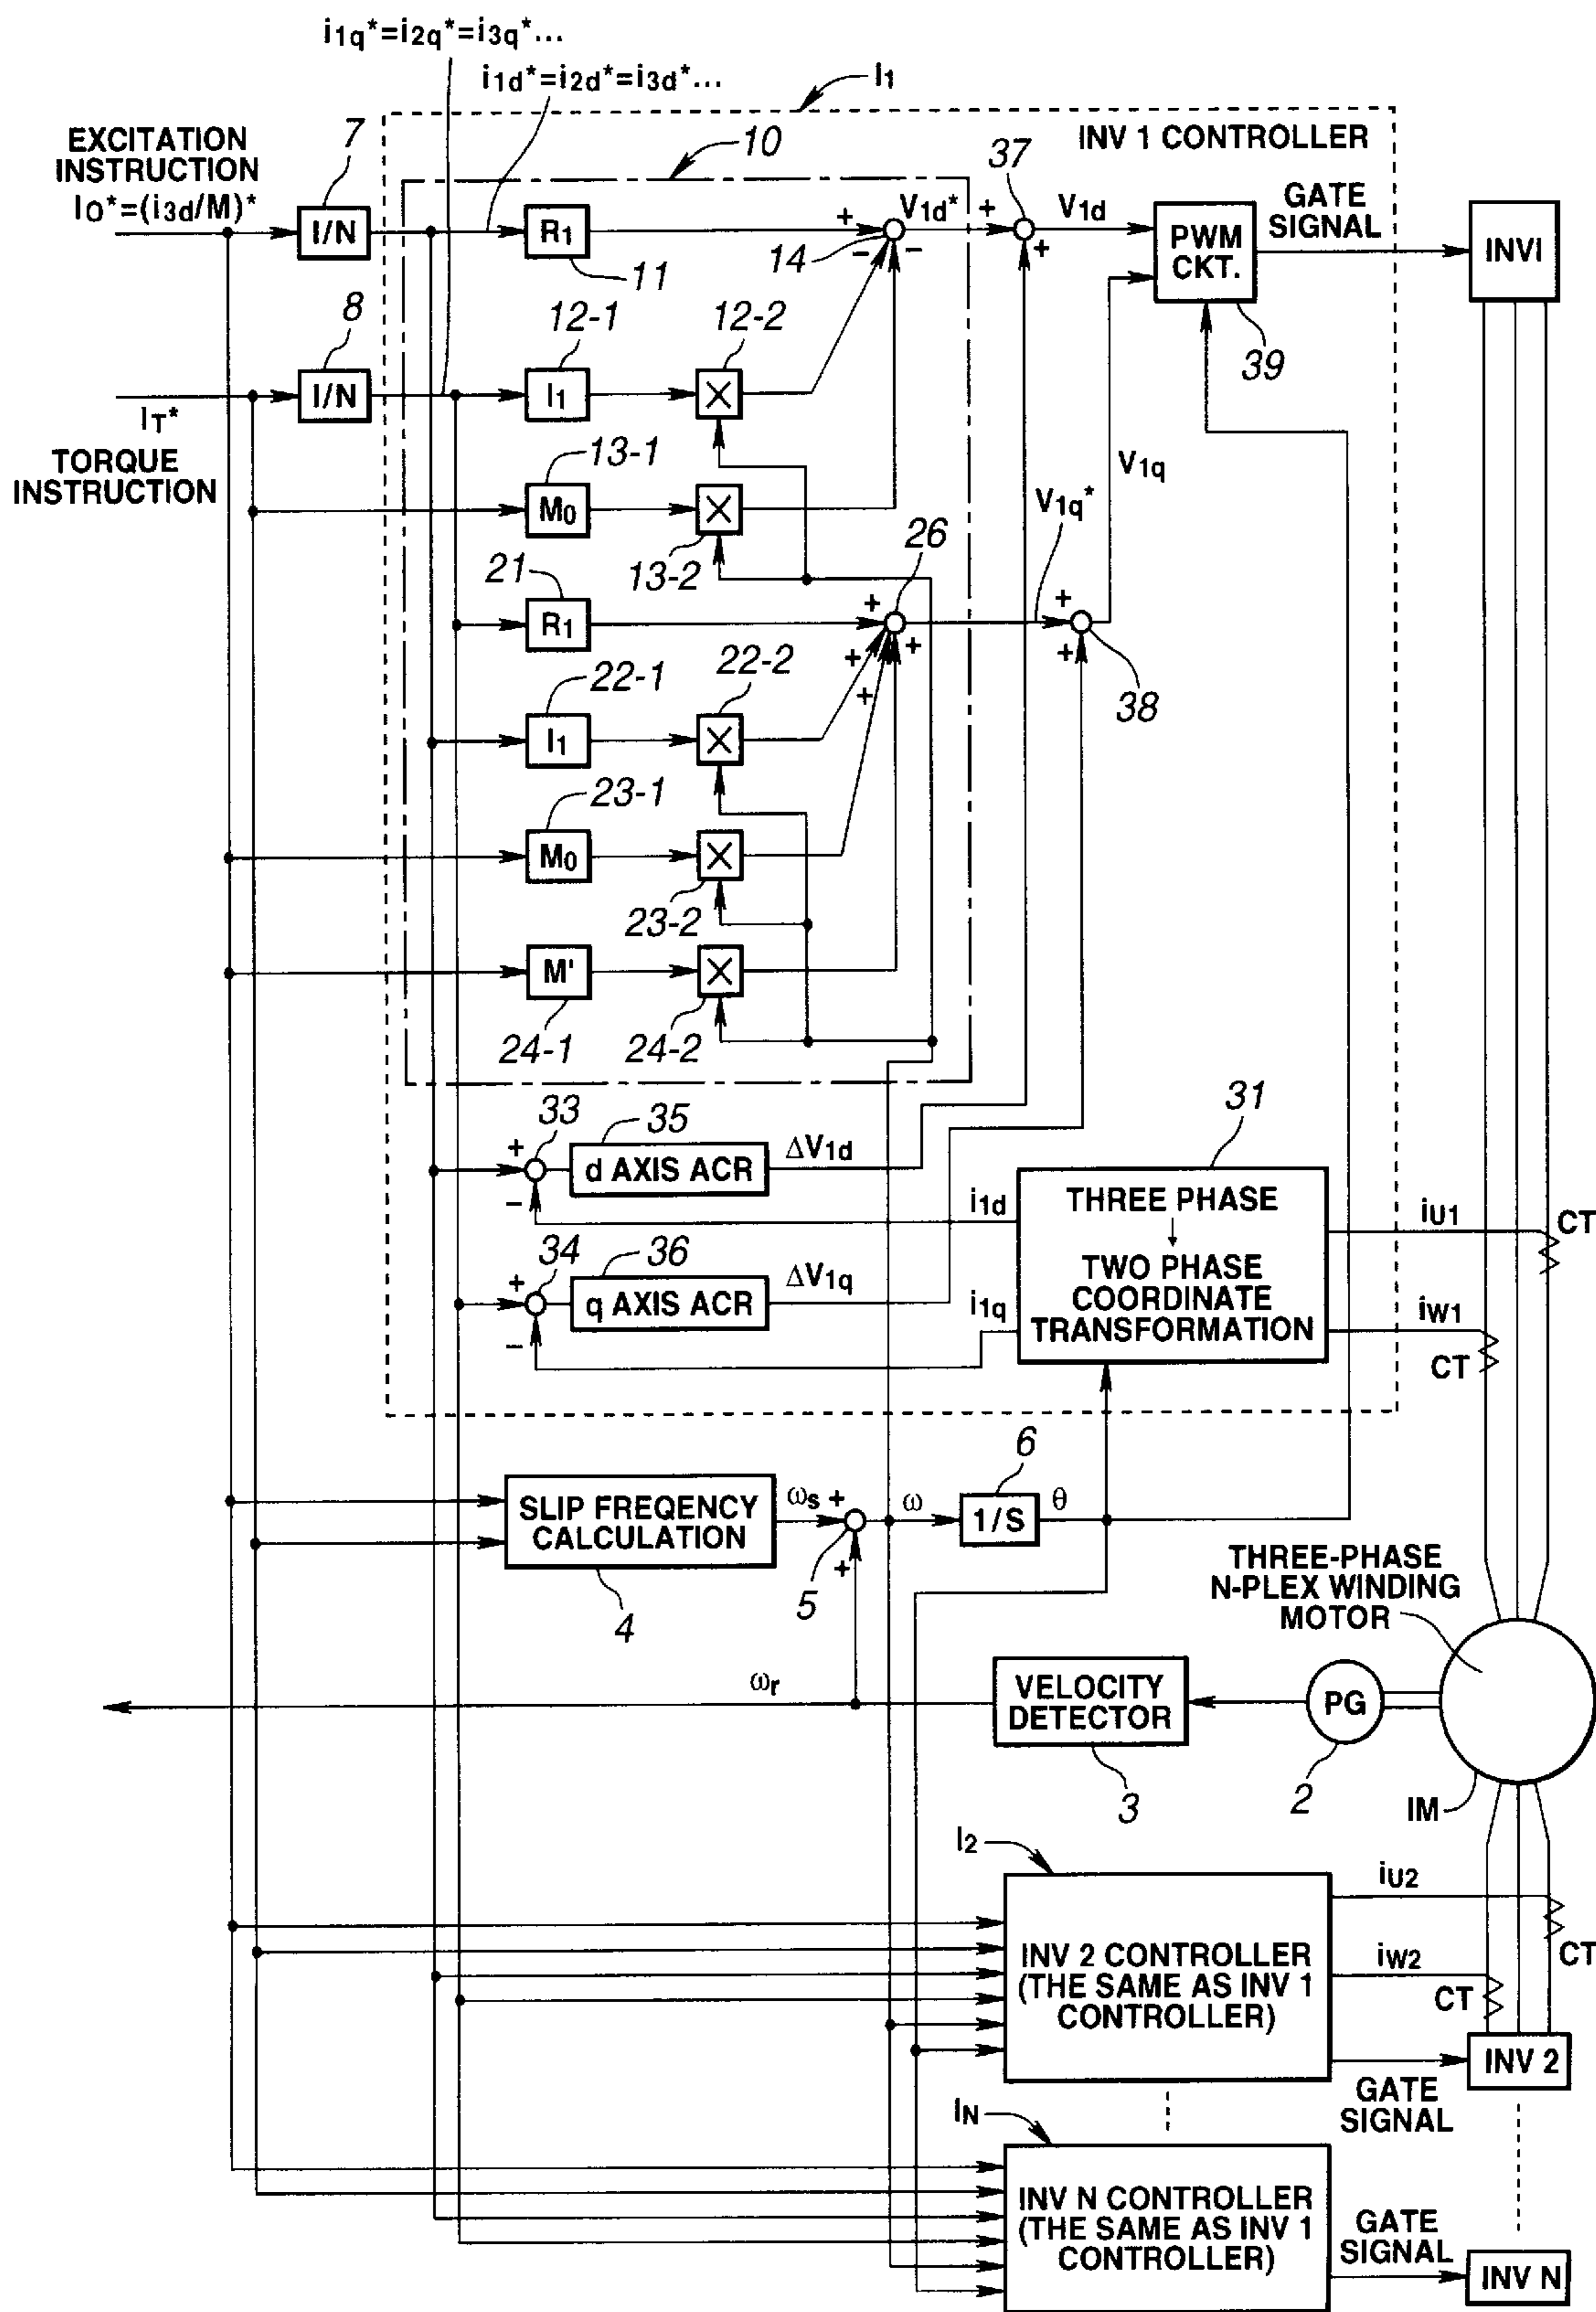 i1q*=i2q*=i3q*...
i1d*=i2d*=i3d*...
I1
EXCITATION
INSTRUCTION
IO*=(i3d/M)*
7
10
INV 1 CONTROLLER
37
I/N
R1
11
+
-
-
14
V1d*
+
+
V1d
PWM
CKT.
39
GATE
SIGNAL
INVI
8
I/N
12-1
I1
12-2
×
IT*
TORQUE
INSTRUCTION
13-1
M0
×
13-2
V1q
V1q*
26
21
R1
+
+
+
+
+
+
38
22-1
I1
22-2
×
23-1
M0
×
23-2
M'
24-1
×
24-2
33
+
-
35
d AXIS ACR
ΔV1d
31
THREE PHASE
↓
TWO PHASE
COORDINATE
TRANSFORMATION
i1d
iU1
CT
34
+
-
36
q AXIS ACR
ΔV1q
i1q
iW1
CT
SLIP FREQENCY
CALCULATION
4
ωs
+
+
5
ω
6
1/S
θ
THREE-PHASE
N-PLEX WINDING
MOTOR
ωr
VELOCITY
DETECTOR
3
PG
2
IM
I2
INV 2 CONTROLLER
(THE SAME AS INV 1
CONTROLLER)
iU2
CT
iW2
CT
INV 2
GATE
SIGNAL
IN
INV N CONTROLLER
(THE SAME AS INV 1
CONTROLLER)
GATE
SIGNAL
INV N